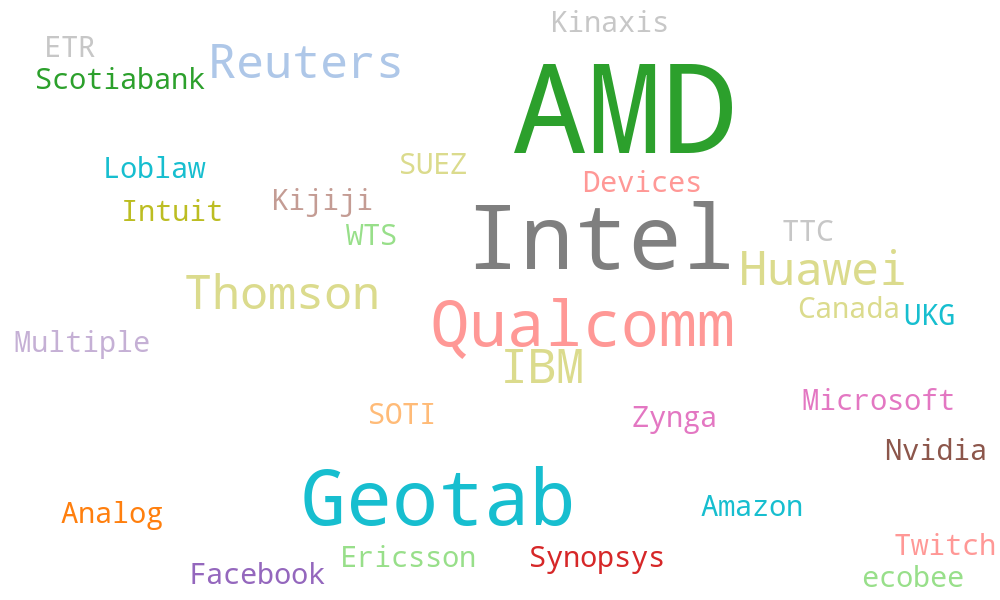 Kinaxis
ETR
Reuters
Scotiabank
AMD
Loblaw
SUEZ
Devices
Kijiji
Intuit
WTS
Intel
TTC
Huawei
Thomson
Canada
UKG
Qualcomm
Multiple
IBM
Microsoft
SOTI
Zynga
Nvidia
Geotab
Analog
Amazon
Twitch
Ericsson
Synopsys
Facebook
ecobee